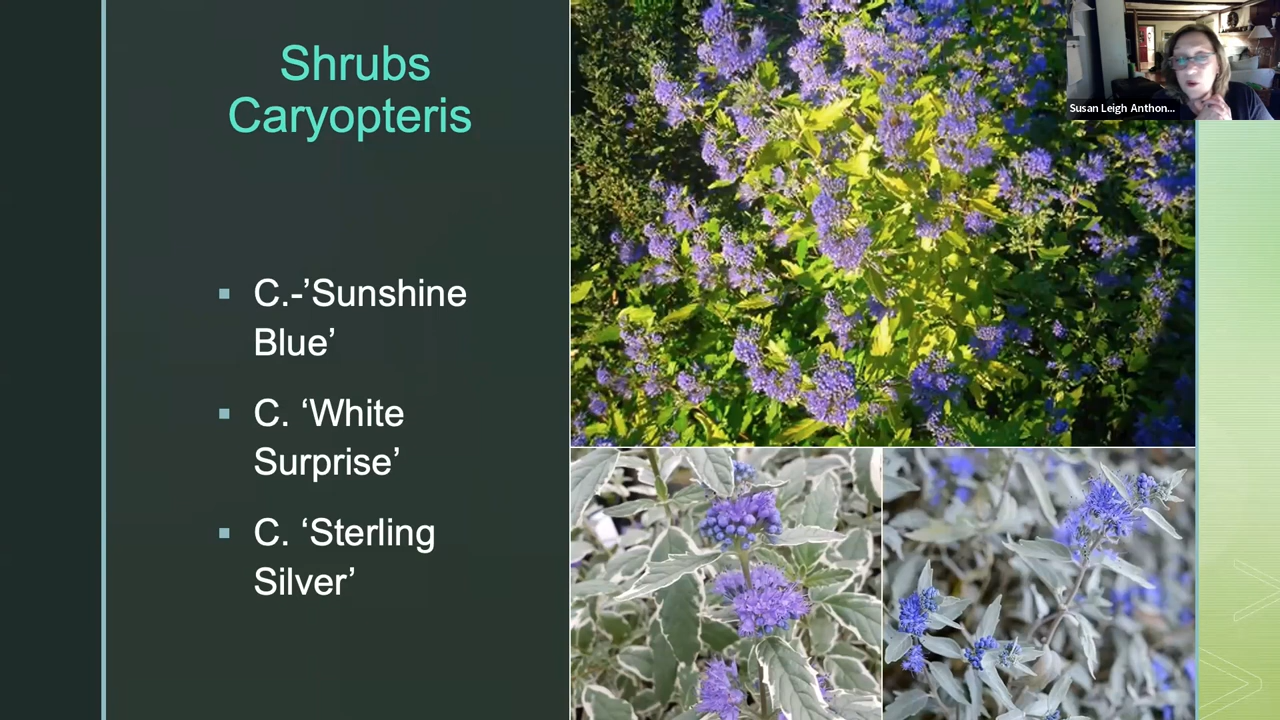 Shrubs
Caryopteris
C.-’Sunshine
Blue’
C. ‘White
Surprise’
C. ‘Sterling
Silver’
Susan Leigh Anthon...